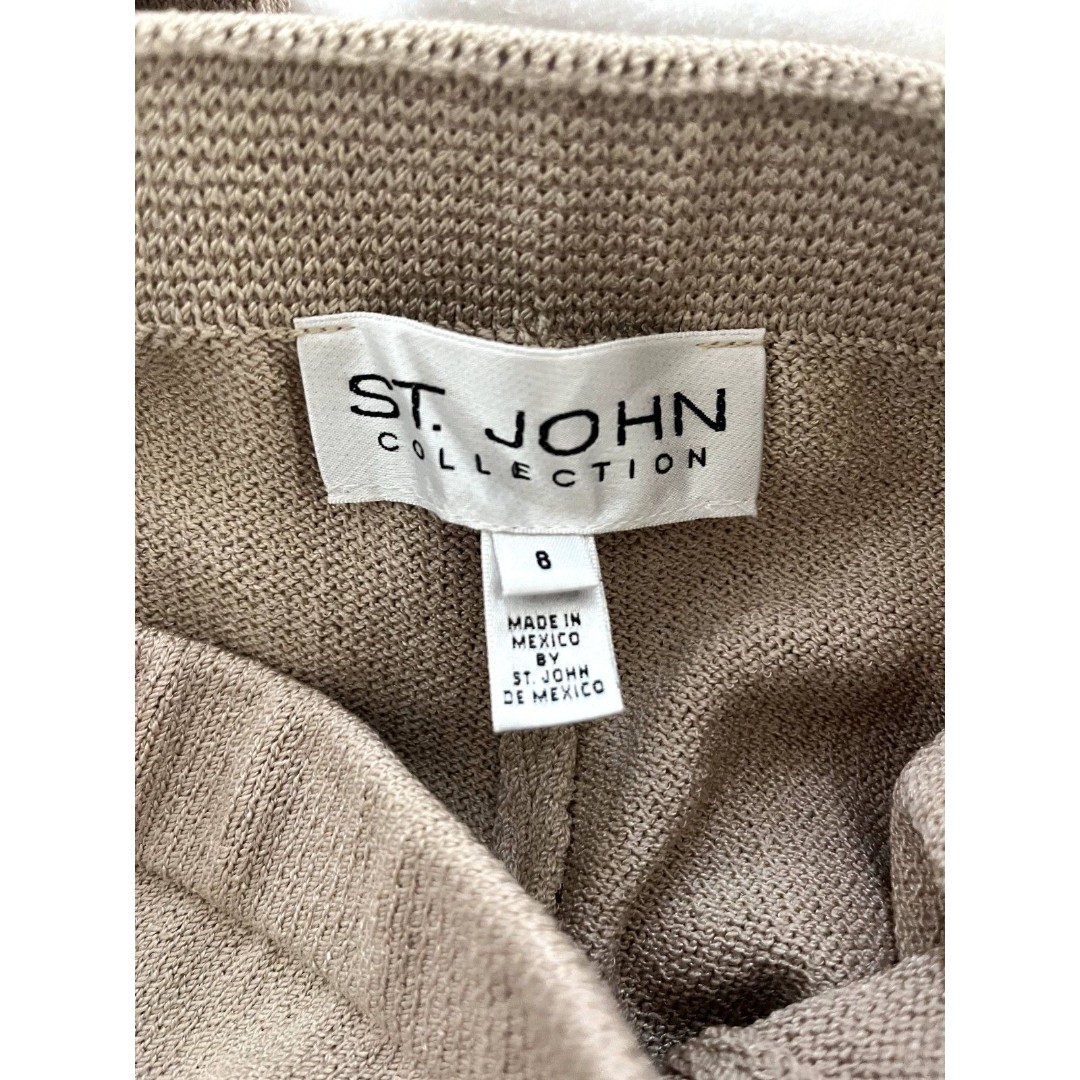 ST. JOHN
COLLECTION
8
MADE IN
MEXICO
BY
ST. JOHN
DE MEXICO